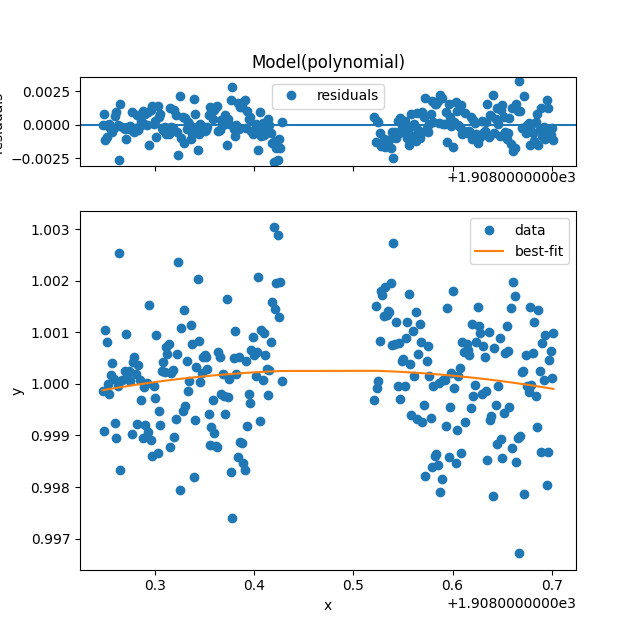 Model(polynomial)
0.0025
0.0000
−0.0025
residuals
residuals
+1.9080000000e3
1.003
1.002
1.001
1.000
0.999
0.998
0.997
y
data
best-fit
0.3
0.4
0.5
0.6
0.7
x
+1.9080000000e3